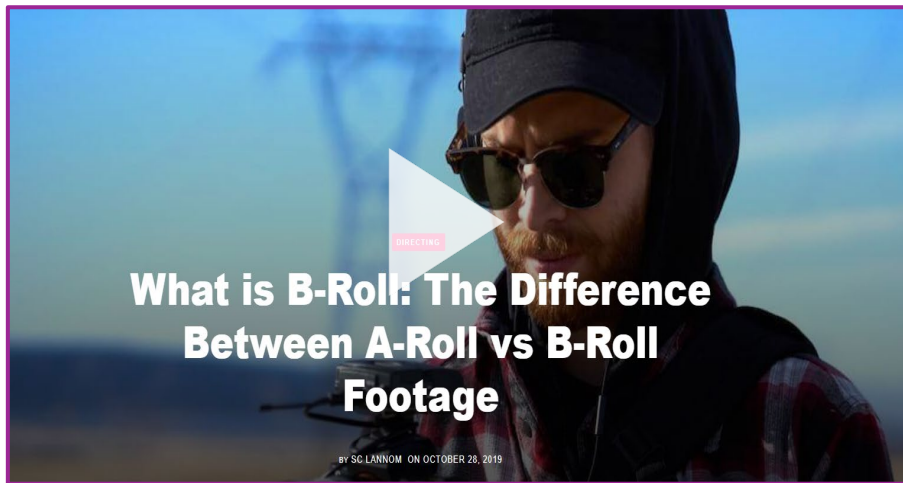 DIRECTING
What is B-Roll: The Difference
Between A-Roll vs B-Roll
Footage
BY SC LANNOM ON OCTOBER 28, 2019